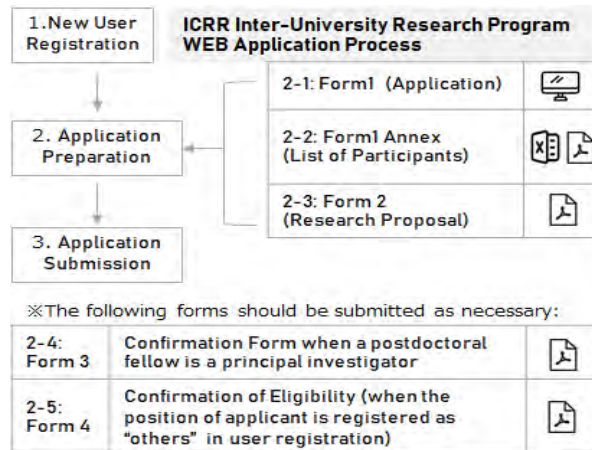 1.New User
Registration
ICRR Inter-University Research Program
WEB Application Process
2. Application
Preparation
3. Application
Submission
2-1: Form1 (Application)
2-2: Form1 Annex
(List of Participants)
2-3: Form 2
(Research Proposal)
※The following forms should be submitted as necessary:
2-4:
Form 3
Confirmation Form when a postdoctoral
fellow is a principal investigator
2-5:
Form 4
Confirmation of Eligibility (when the
position of applicant is registered as
"others" in user registration)